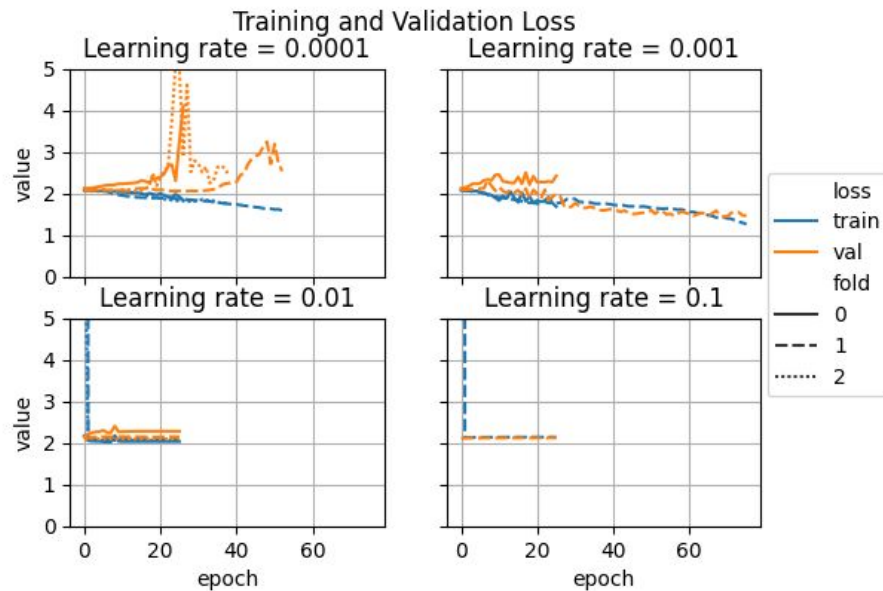 Training and Validation Loss
Learning rate = 0.0001
Learning rate = 0.001
5
4
3
2
1
0
value
Learning rate = 0.01
Learning rate = 0.1
5
4
3
2
1
0
value
0 20 40 60
epoch
0 20 40 60
epoch
loss
train
val
fold
0
1
2